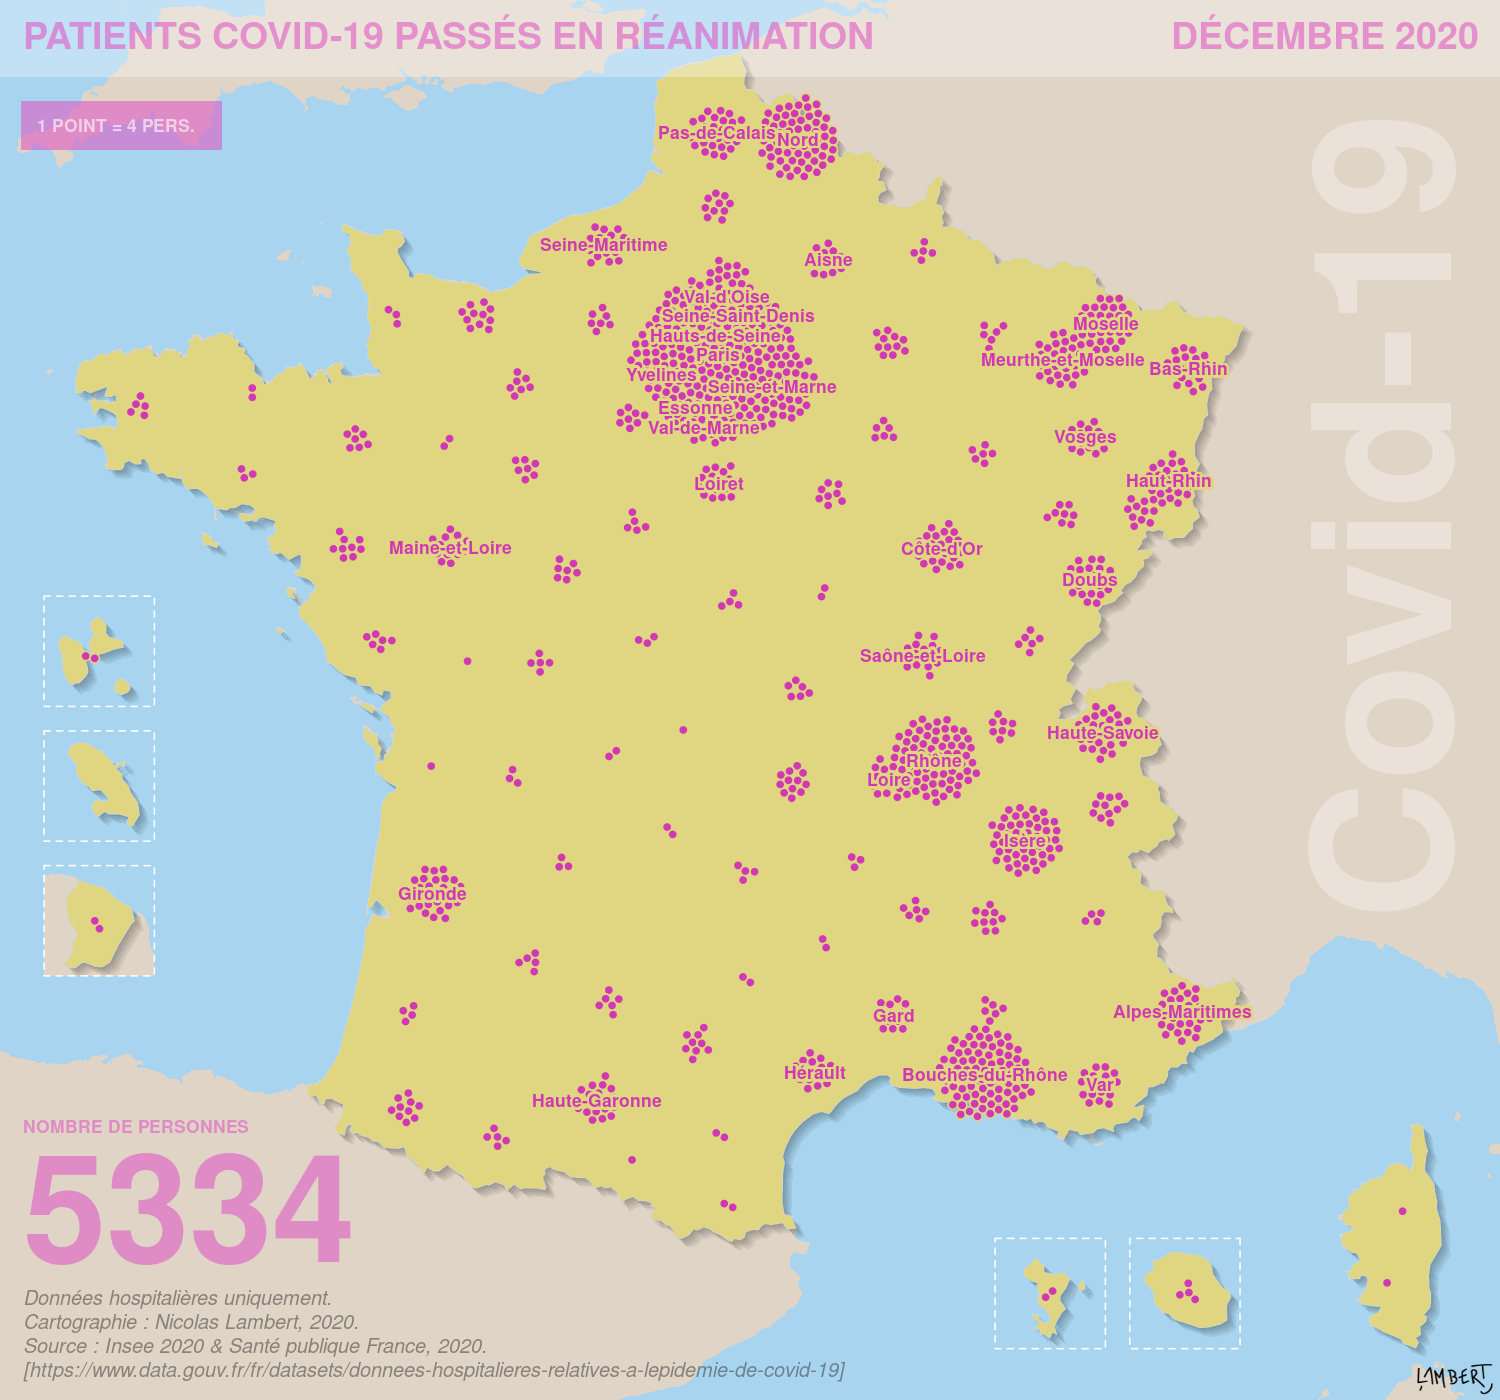 PATIENTS COVID-19 PASSÉS EN RÉANIMATION
DÉCEMBRE 2020
1 POINT = 4 PERS.
Covid-19
Pas-de-Calais
Nord
Seine-Maritime
Aisne
Val-d'Oise
Seine-Saint-Denis
Hauts-de-Seine
Paris
Yvelines
Seine-et-Marne
Essonne
Val-de-Marne
Moselle
Meurthe-et-Moselle
Bas-Rhin
Vosges
Loiret
Haut-Rhin
Maine-et-Loire
Côte-d'Or
Doubs
Saône-et-Loire
Haute-Savoie
Rhône
Loire
Isère
Gironde
Alpes-Maritimes
Gard
Hérault
Bouches-du-Rhône
Var
Haute-Garonne
NOMBRE DE PERSONNES
5334
Données hospitalières uniquement.
Cartographie : Nicolas Lambert, 2020.
Source : Insee 2020 & Santé publique France, 2020.
[https://www.data.gouv.fr/fr/datasets/donnees-hospitalieres-relatives-a-lepidemie-de-covid-19]
LAMBERT